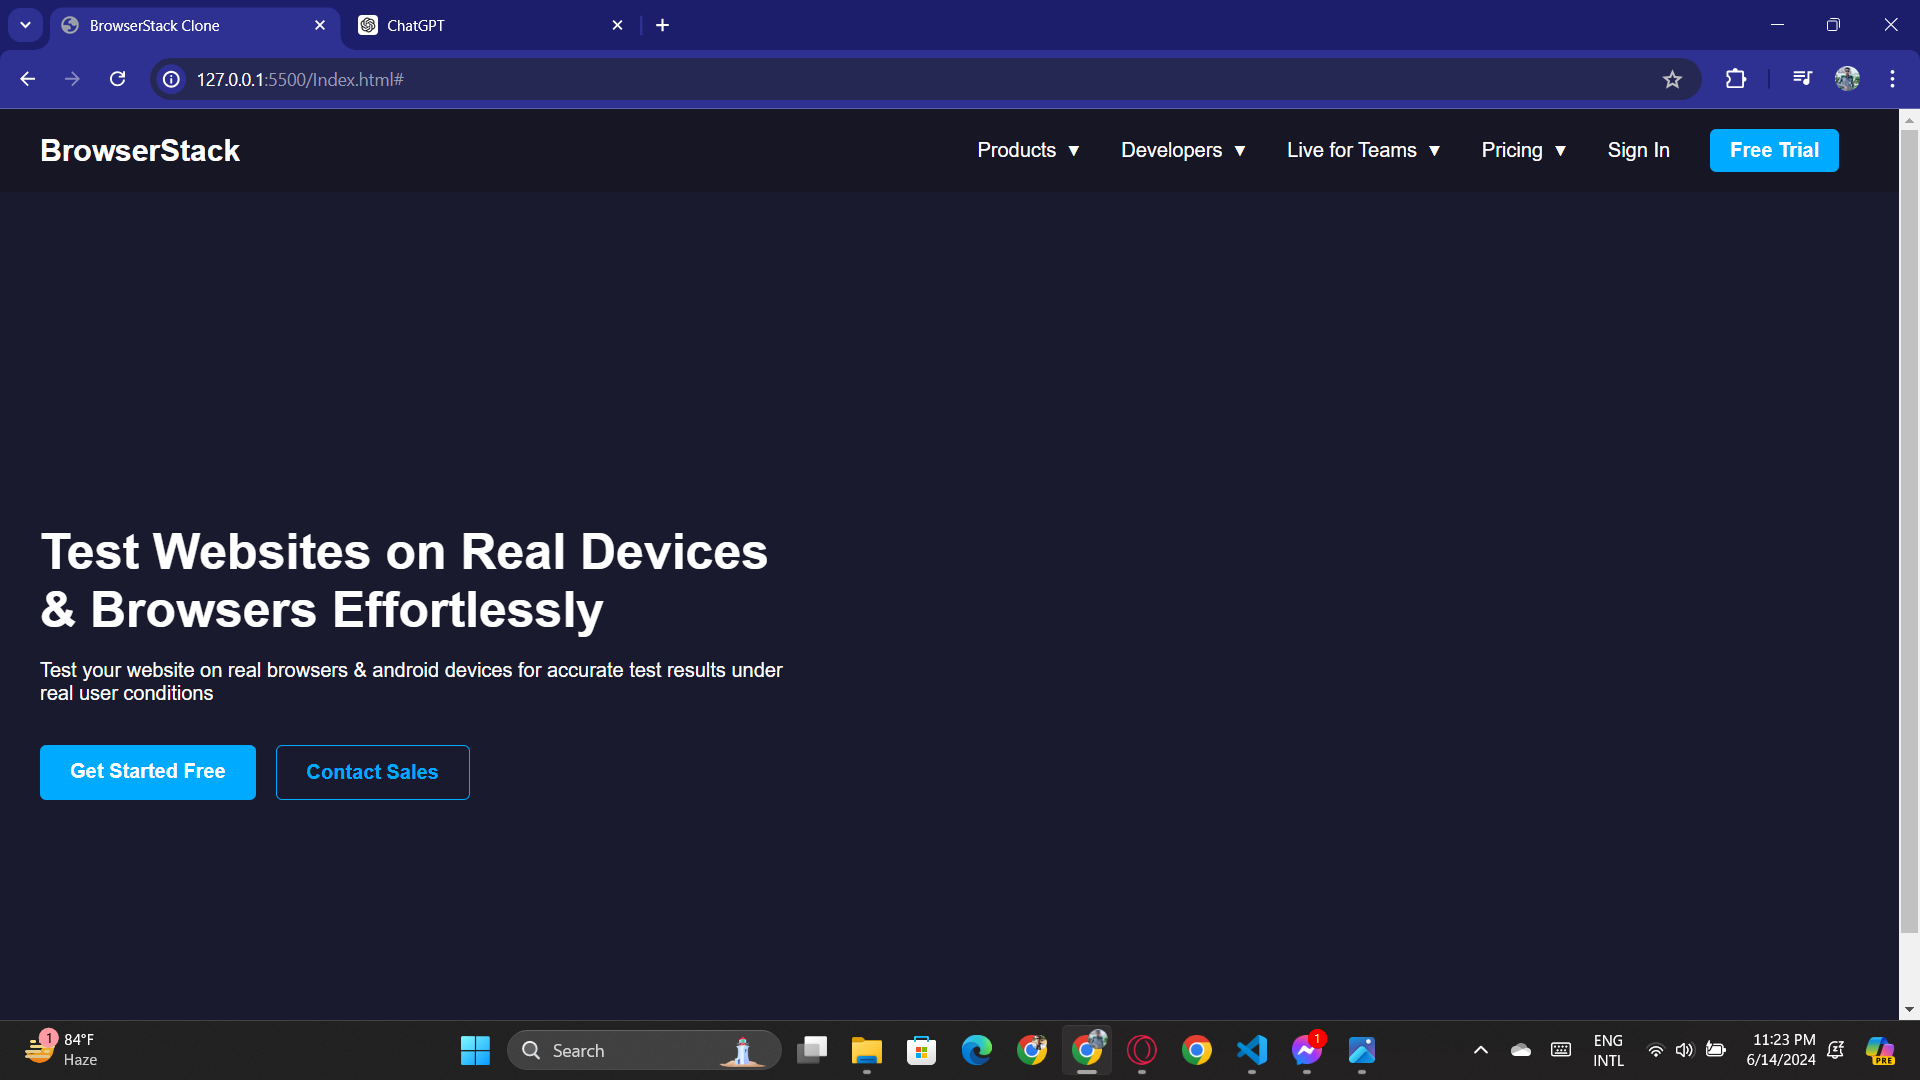 BrowserStack Clone
ChatGPT
127.0.0.1:5500/Index.html#
BrowserStack
Products ▼
Developers ▼
Live for Teams ▼
Pricing ▼
Sign In
Free Trial
Test Websites on Real Devices
& Browsers Effortlessly
Test your website on real browsers & android devices for accurate test results under
real user conditions
Get Started Free
Contact Sales
1
84°F
Haze
Search
1
ENG
INTL
11:23 PM
6/14/2024
PRE